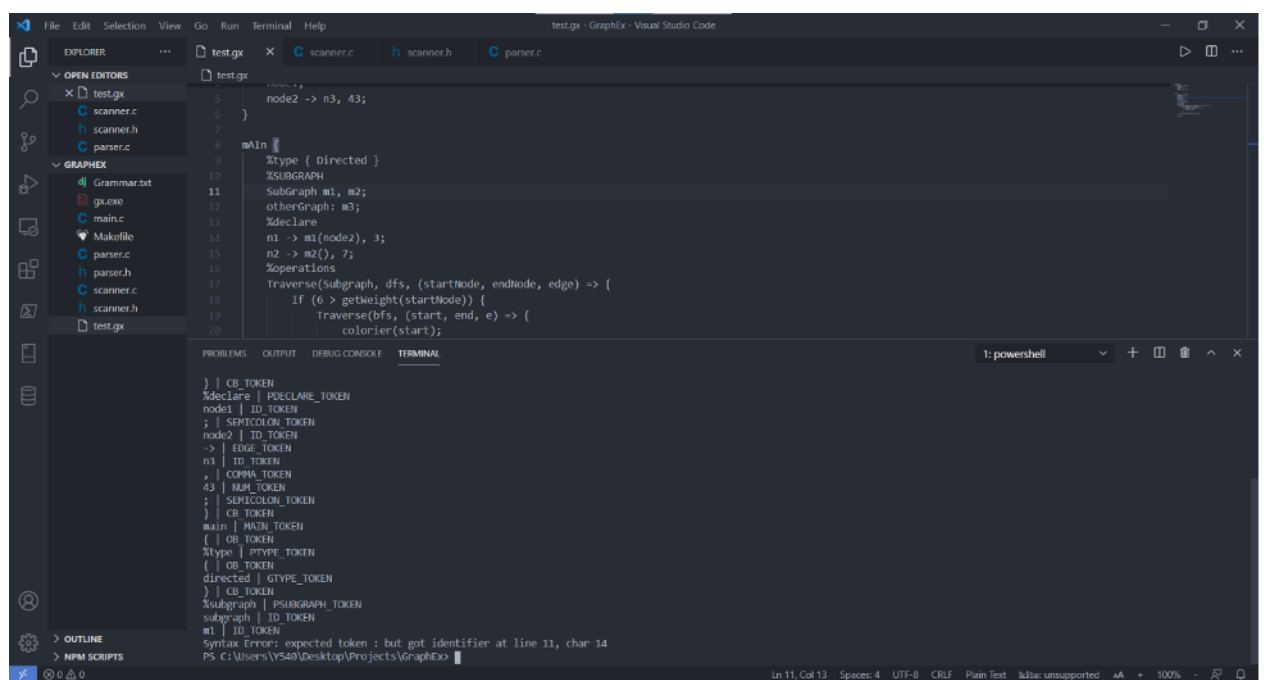 File Edit Selection View Go Run Terminal Help
test.gx - GraphEx - Visual Studio Code
EXPLORER
test.gx
scanner.c
scanner.h
parser.c
OPEN EDITORS
test.gx
scanner.c
scanner.h
parser.c
GRAPHEX
Grammar.txt
gx.exe
main.c
Makefile
parser.c
parser.h
scanner.c
scanner.h
test.gx
OUTLINE
NPM SCRIPTS
test.gx
5 node2 -> n3, 43;
6 }
7
8 mAIn {
9 %type { Directed }
10 %SUBGRAPH
11 SubGraph m1, m2;
12 otherGraph: m3;
13 %declare
14 n1 -> m1(node2), 3;
15 n2 -> m2(), 7;
16 %operations
17 Traverse(Subgraph, dfs, (startNode, endNode, edge) => {
18 If (6 > getWeight(startNode)) {
19 Traverse(bfs, (start, end, e) => {
20 colorier(start);
PROBLEMS OUTPUT DEBUG CONSOLE TERMINAL
1: powershell
} | CB_TOKEN
%declare | PDECLARE_TOKEN
node1 | ID_TOKEN
; | SEMICOLON_TOKEN
node2 | ID_TOKEN
-> | EDGE_TOKEN
n3 | ID_TOKEN
, | COMMA_TOKEN
43 | NUM_TOKEN
; | SEMICOLON_TOKEN
} | CB_TOKEN
main | MAIN_TOKEN
{ | OB_TOKEN
%type | PTYPE_TOKEN
{ | OB_TOKEN
directed | GTYPE_TOKEN
} | CB_TOKEN
%subgraph | PSUBGRAPH_TOKEN
subgraph | ID_TOKEN
m1 | ID_TOKEN
Syntax Error: expected token : but got identifier at line 11, char 14
PS C:\Users\Y540\Desktop\Projects\GraphEx>
0 0
Ln 11, Col 13 Spaces: 4 UTF-8 CRLF Plain Text unsupported AA + 100% -